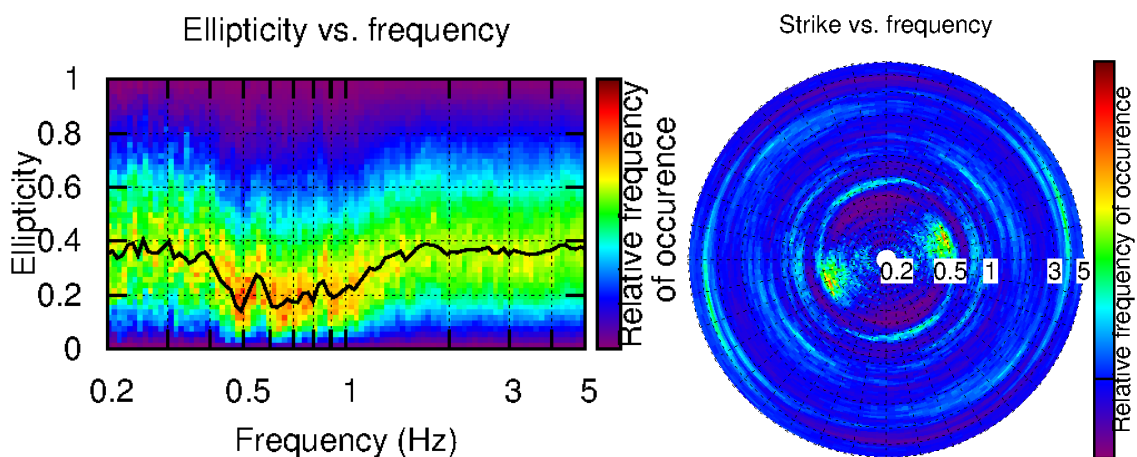 Ellipticity vs. frequency
Ellipticity
1
0.8
0.6
0.4
0.2
0
0.2
0.5
1
3
5
Frequency (Hz)
Relative frequency
of occurence
Strike vs. frequency
0.2
0.5
1
3
5
Relative frequency of occurence